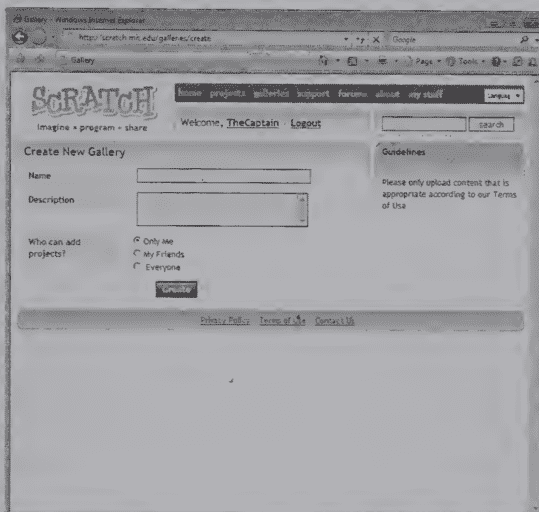 Gallery - Windows Internet Explorer
http://scratch.mit.edu/galleries/create
Google
Gallery
Page
Tools
SCRATCH
imagine • program • share
home projects galleries support forums about my stuff
Language
Welcome, TheCaptain - Logout
search
Create New Gallery
Name
Description
Who can add
projects?
Only Me
My Friends
Everyone
Create
Guidelines
Please only upload content that is
appropriate according to our Terms
of Use
Privacy Policy Terms of Use Contact Us